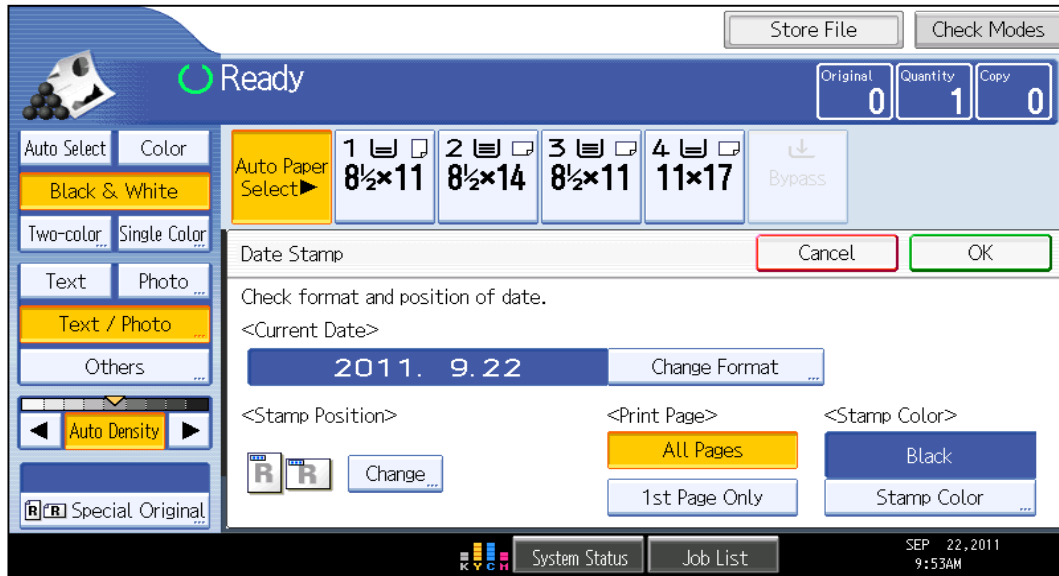 Store File
Check Modes
Ready
Original
0
Quantity
1
Copy
0
Auto Select
Color
Black & White
Two-color
Single Color
Text
Photo
Text / Photo
Others
Auto Density
Special Original
Auto Paper
Select▶
1
8½×11
2
8½×14
3
8½×11
4
11×17
Bypass
Date Stamp
Cancel
OK
Check format and position of date.
<Current Date>
2011. 9.22
Change Format
<Stamp Position>
R
R
Change
<Print Page>
All Pages
1st Page Only
<Stamp Color>
Black
Stamp Color
K Y C M
System Status
Job List
SEP 22,2011
9:53AM